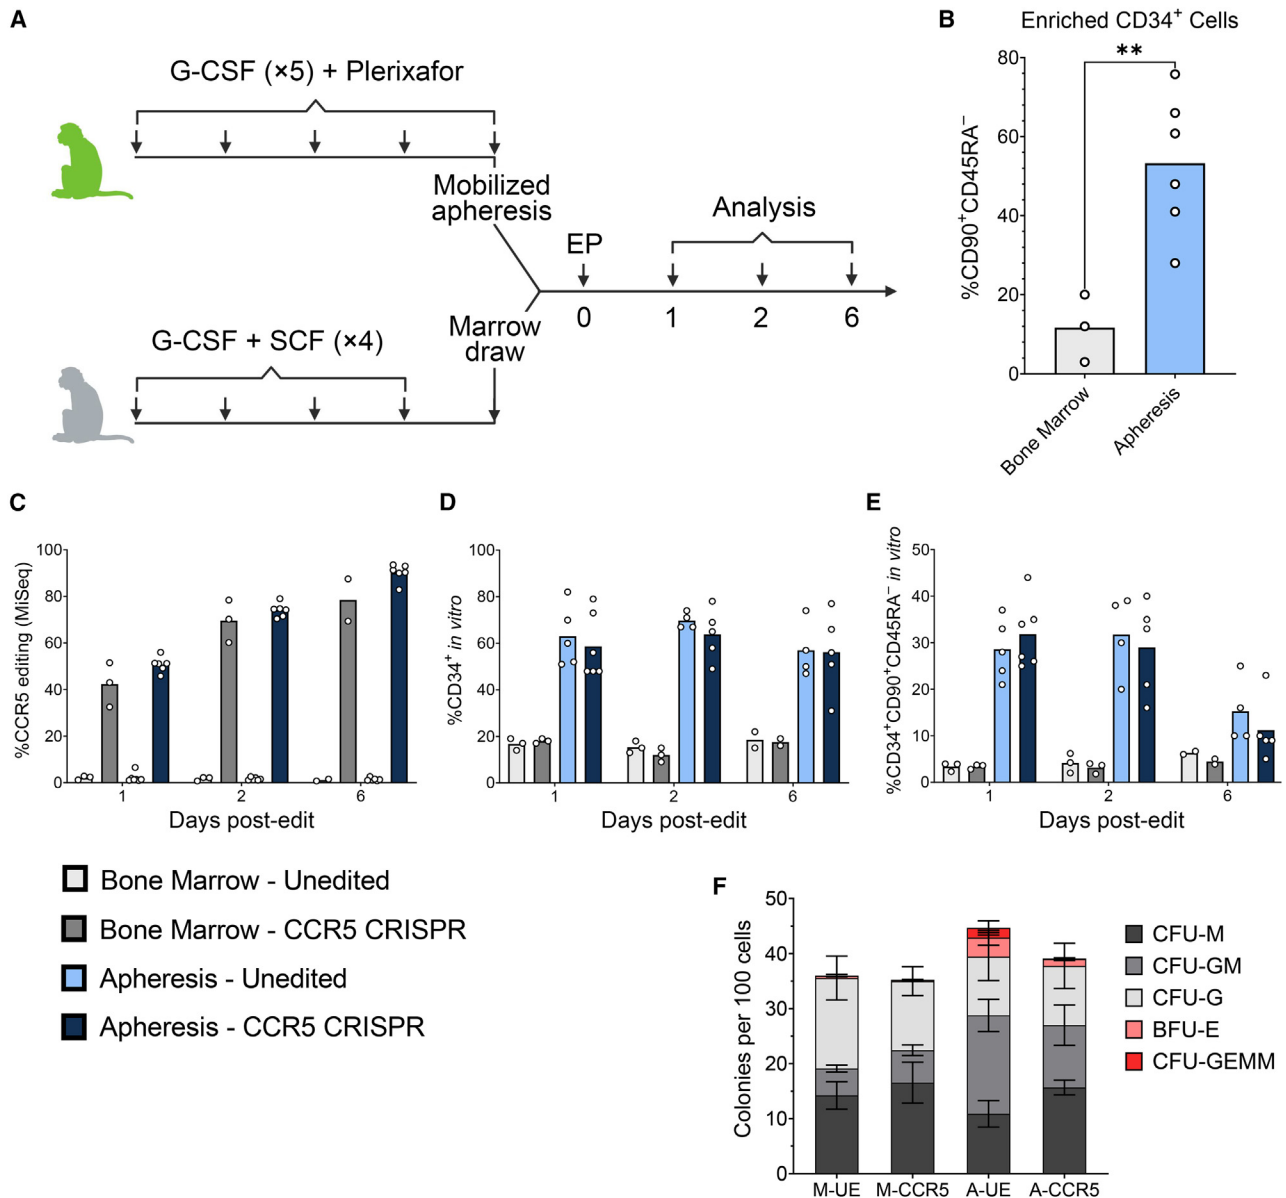 A
G-CSF (×5) + Plerixafor
Mobilized
apheresis
EP
Analysis
0 1 2 6
G-CSF + SCF (×4)
Marrow
draw
B
Enriched CD34⁺ Cells
**
%CD90⁺CD45RA⁻
80
60
40
20
0
Bone Marrow
Apheresis
C
%CCR5 editing (MiSeq)
100
80
60
40
20
0
1 2 6
Days post-edit
D
%CD34⁺ in vitro
100
80
60
40
20
0
1 2 6
Days post-edit
E
%CD34⁺CD90⁺CD45RA⁻ in vitro
50
40
30
20
10
0
1 2 6
Days post-edit
Bone Marrow - Unedited
Bone Marrow - CCR5 CRISPR
Apheresis - Unedited
Apheresis - CCR5 CRISPR
F
Colonies per 100 cells
50
40
30
20
10
0
M-UE M-CCR5 A-UE A-CCR5
CFU-M
CFU-GM
CFU-G
BFU-E
CFU-GEMM